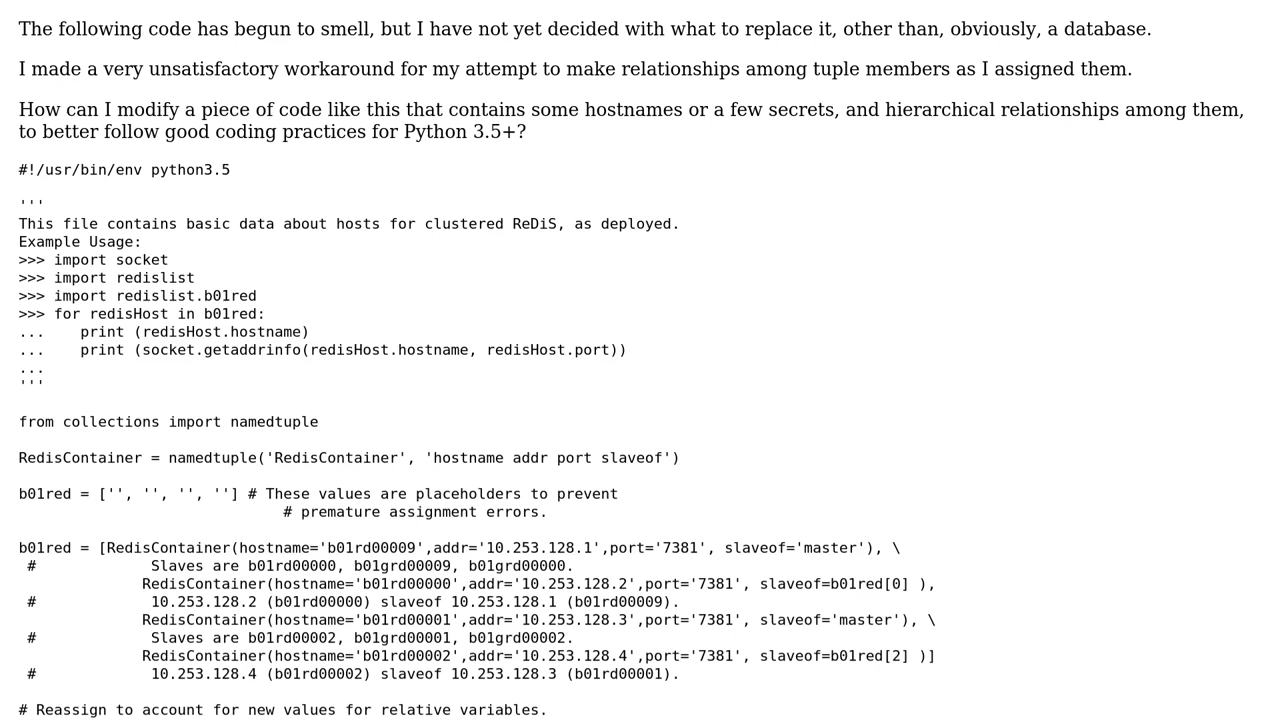 The following code has begun to smell, but I have not yet decided with what to replace it, other than, obviously, a database.
I made a very unsatisfactory workaround for my attempt to make relationships among tuple members as I assigned them.
How can I modify a piece of code like this that contains some hostnames or a few secrets, and hierarchical relationships among them,
to better follow good coding practices for Python 3.5+?
#!/usr/bin/env python3.5
'''
This file contains basic data about hosts for clustered ReDiS, as deployed.
Example Usage:
>>> import socket
>>> import redislist
>>> import redislist.b01red
>>> for redisHost in b01red:
...    print (redisHost.hostname)
...    print (socket.getaddrinfo(redisHost.hostname, redisHost.port))
...
'''
from collections import namedtuple
RedisContainer = namedtuple('RedisContainer', 'hostname addr port slaveof')
b01red = ['', '', '', ''] # These values are placeholders to prevent
                              # premature assignment errors.
b01red = [RedisContainer(hostname='b01rd00009',addr='10.253.128.1',port='7381', slaveof='master'), \
 #             Slaves are b01rd00000, b01grd00009, b01grd00000.
              RedisContainer(hostname='b01rd00000',addr='10.253.128.2',port='7381', slaveof=b01red[0] ),
 #             10.253.128.2 (b01rd00000) slaveof 10.253.128.1 (b01rd00009).
              RedisContainer(hostname='b01rd00001',addr='10.253.128.3',port='7381', slaveof='master'), \
 #             Slaves are b01rd00002, b01grd00001, b01grd00002.
              RedisContainer(hostname='b01rd00002',addr='10.253.128.4',port='7381', slaveof=b01red[2] )]
 #             10.253.128.4 (b01rd00002) slaveof 10.253.128.3 (b01rd00001).
# Reassign to account for new values for relative variables.